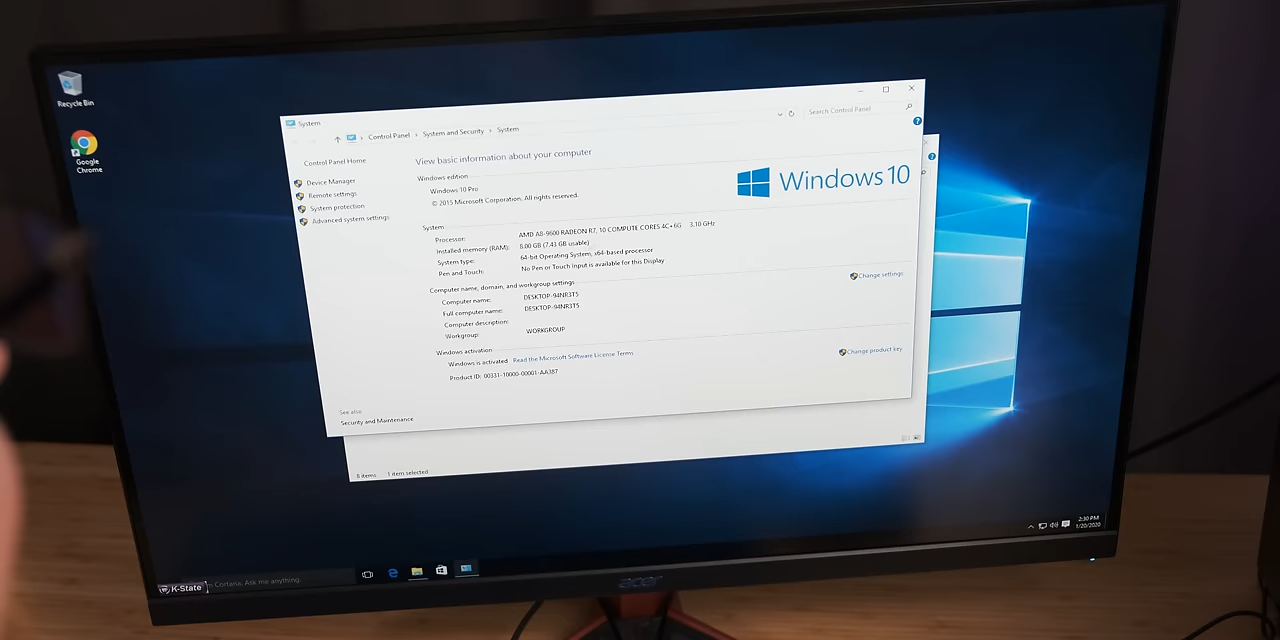 Recycle Bin
Google
Chrome
System
Control Panel › System and Security › System
Search Control Panel
Control Panel Home
Device Manager
Remote settings
System protection
Advanced system settings
See also
Security and Maintenance
View basic information about your computer
Windows edition
Windows 10 Pro
© 2015 Microsoft Corporation. All rights reserved.
Windows 10
System
Processor: AMD A8-9600 RADEON R7, 10 COMPUTE CORES 4C+6G 3.10 GHz
Installed memory (RAM): 8.00 GB (7.43 GB usable)
System type: 64-bit Operating System, x64-based processor
Pen and Touch: No Pen or Touch Input is available for this Display
Computer name, domain, and workgroup settings
Computer name: DESKTOP-94NR3T5
Change settings
Full computer name: DESKTOP-94NR3T5
Computer description:
Workgroup: WORKGROUP
Windows activation
Windows is activated Read the Microsoft Software License Terms
Product ID: 00331-10000-00001-AA387
Change product key
8 items 1 item selected
K-State
Cortana. Ask me anything.
2:30 PM
1/20/2020
acer